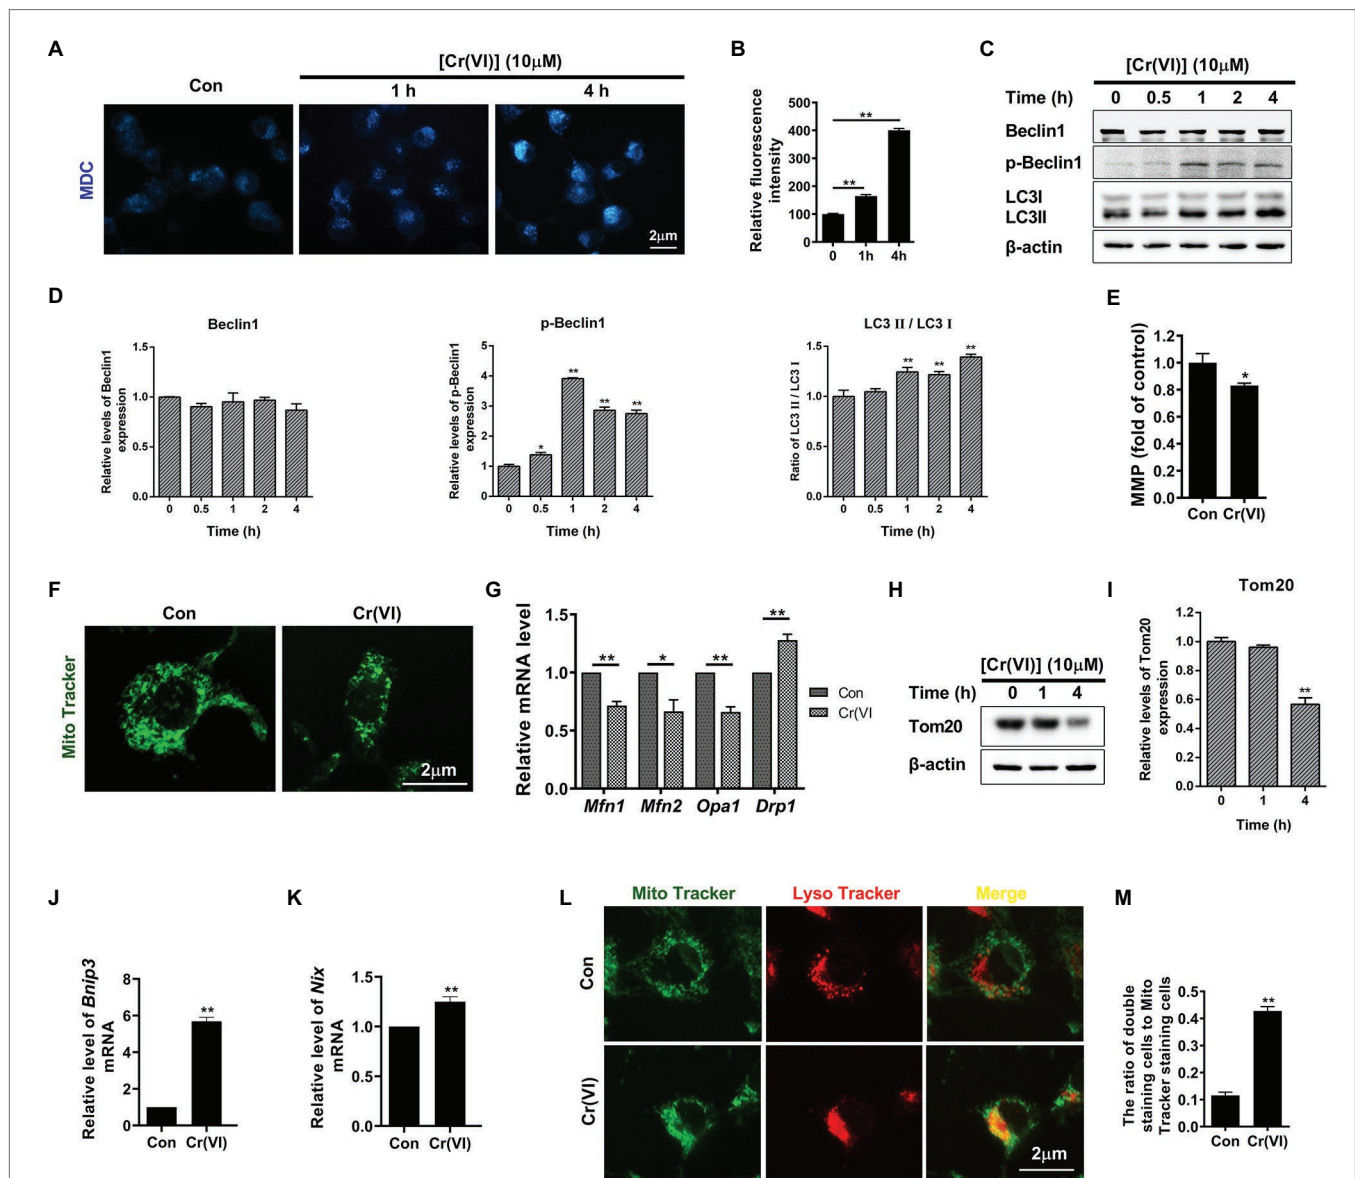 A
[Cr(VI)] (10μM)
Con
1 h
4 h
MDC
2μm
B
Relative fluorescence
intensity
500
400
300
200
100
0
**
**
0 1h 4h
C
[Cr(VI)] (10μM)
Time (h) 0 0.5 1 2 4
Beclin1
p-Beclin1
LC3I
LC3II
β-actin
D
Beclin1
Relative levels of Beclin1
expression
1.5
1.0
0.5
0.0
0 0.5 1 2 4
Time (h)
p-Beclin1
Relative levels of p-Beclin1
expression
5
4
3
2
1
0
*
**
**
**
0 0.5 1 2 4
Time (h)
LC3 II / LC3 I
Ratio of LC3 II / LC3 I
1.5
1.0
0.5
0.0
**
**
**
0 0.5 1 2 4
Time (h)
E
MMP (fold of control)
1.2
1.0
0.8
0.6
0.4
0.2
0.0
*
Con Cr(VI)
F
Con
Cr(VI)
Mito Tracker
2μm
G
Relative mRNA level
1.5
1.0
0.5
0.0
**
*
**
**
Mfn1 Mfn2 Opa1 Drp1
Con
Cr(VI
H
[Cr(VI)] (10μM)
Time (h) 0 1 4
Tom20
β-actin
I
Tom20
Relative levels of Tom20
expression
1.2
1.0
0.8
0.6
0.4
0.2
0.0
**
0 1 4
Time (h)
J
Relative level of Bnip3
mRNA
8
6
4
2
0
**
Con Cr(VI)
K
Relative level of Nix
mRNA
1.5
1.0
0.5
0.0
**
Con Cr(VI)
L
Mito Tracker
Lyso Tracker
Merge
Con
Cr(VI)
2μm
M
The ratio of double
staining cells to Mito
Tracker staining cells
0.5
0.4
0.3
0.2
0.1
0.0
**
Con Cr(VI)